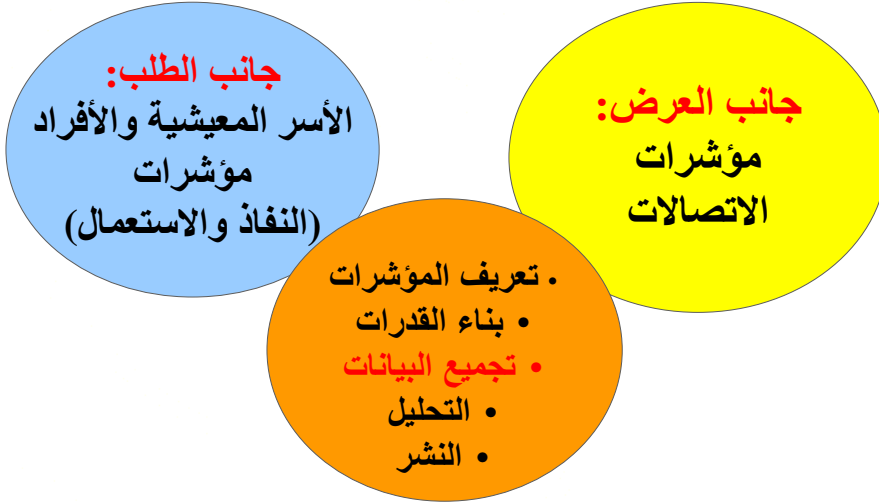 جانب العرض:
مؤشرات
الاتصالات
جانب الطلب:
الأسر المعيشية والأفراد
مؤشرات
(النفاذ والاستعمال)
• تعريف المؤشرات
• بناء القدرات
• تجميع البيانات
• التحليل
• النشر